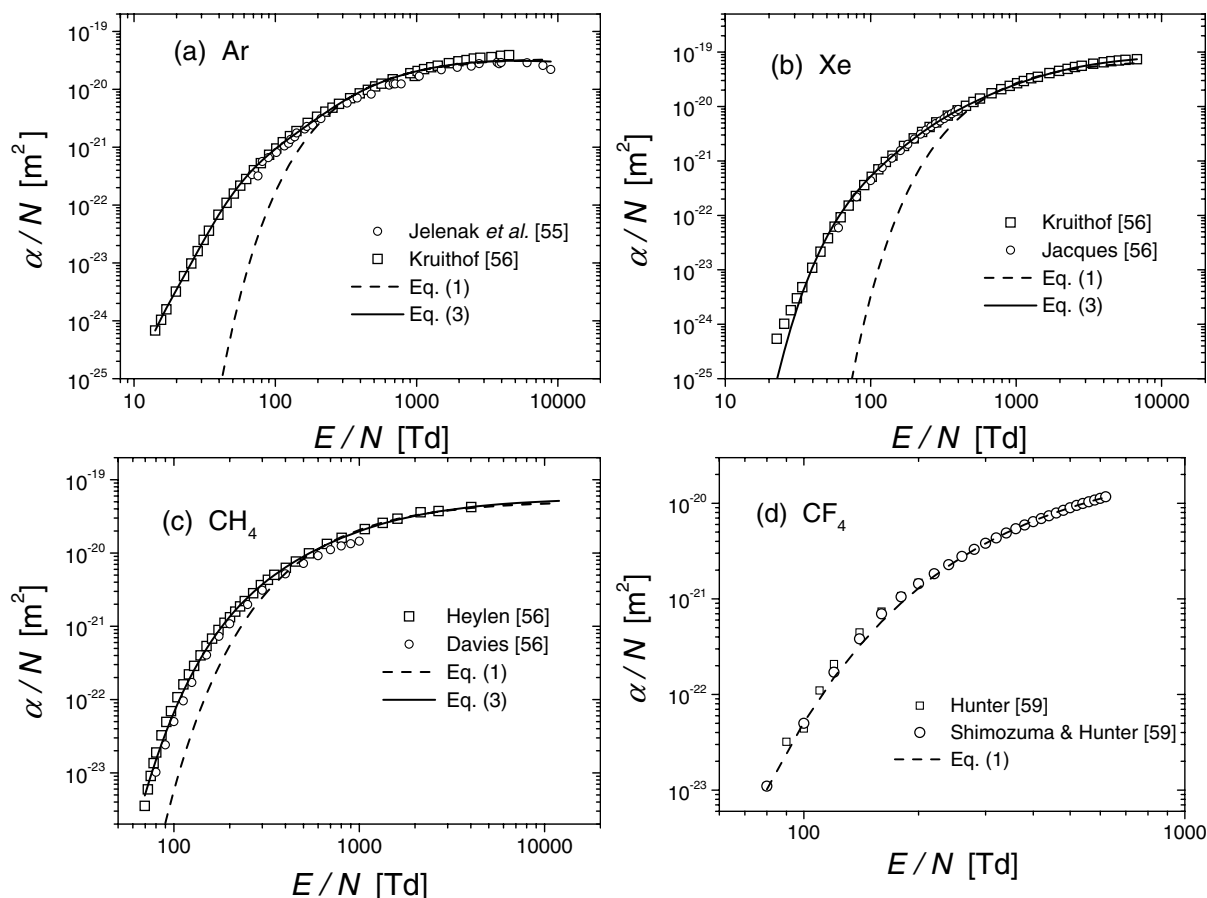 (a) Ar
α / N [m²]
10⁻¹⁹
10⁻²⁰
10⁻²¹
10⁻²²
10⁻²³
10⁻²⁴
10⁻²⁵
Jelenak et al. [55]
Kruithof [56]
Eq. (1)
Eq. (3)
10 100 1000 10000
E / N [Td]
(b) Xe
α / N [m²]
10⁻¹⁹
10⁻²⁰
10⁻²¹
10⁻²²
10⁻²³
10⁻²⁴
10⁻²⁵
Kruithof [56]
Jacques [56]
Eq. (1)
Eq. (3)
10 100 1000 10000
E / N [Td]
(c) CH₄
α / N [m²]
10⁻¹⁹
10⁻²⁰
10⁻²¹
10⁻²²
10⁻²³
Heylen [56]
Davies [56]
Eq. (1)
Eq. (3)
100 1000 10000
E / N [Td]
(d) CF₄
α / N [m²]
10⁻²⁰
10⁻²¹
10⁻²²
10⁻²³
Hunter [59]
Shimozuma & Hunter [59]
Eq. (1)
100 1000
E / N [Td]